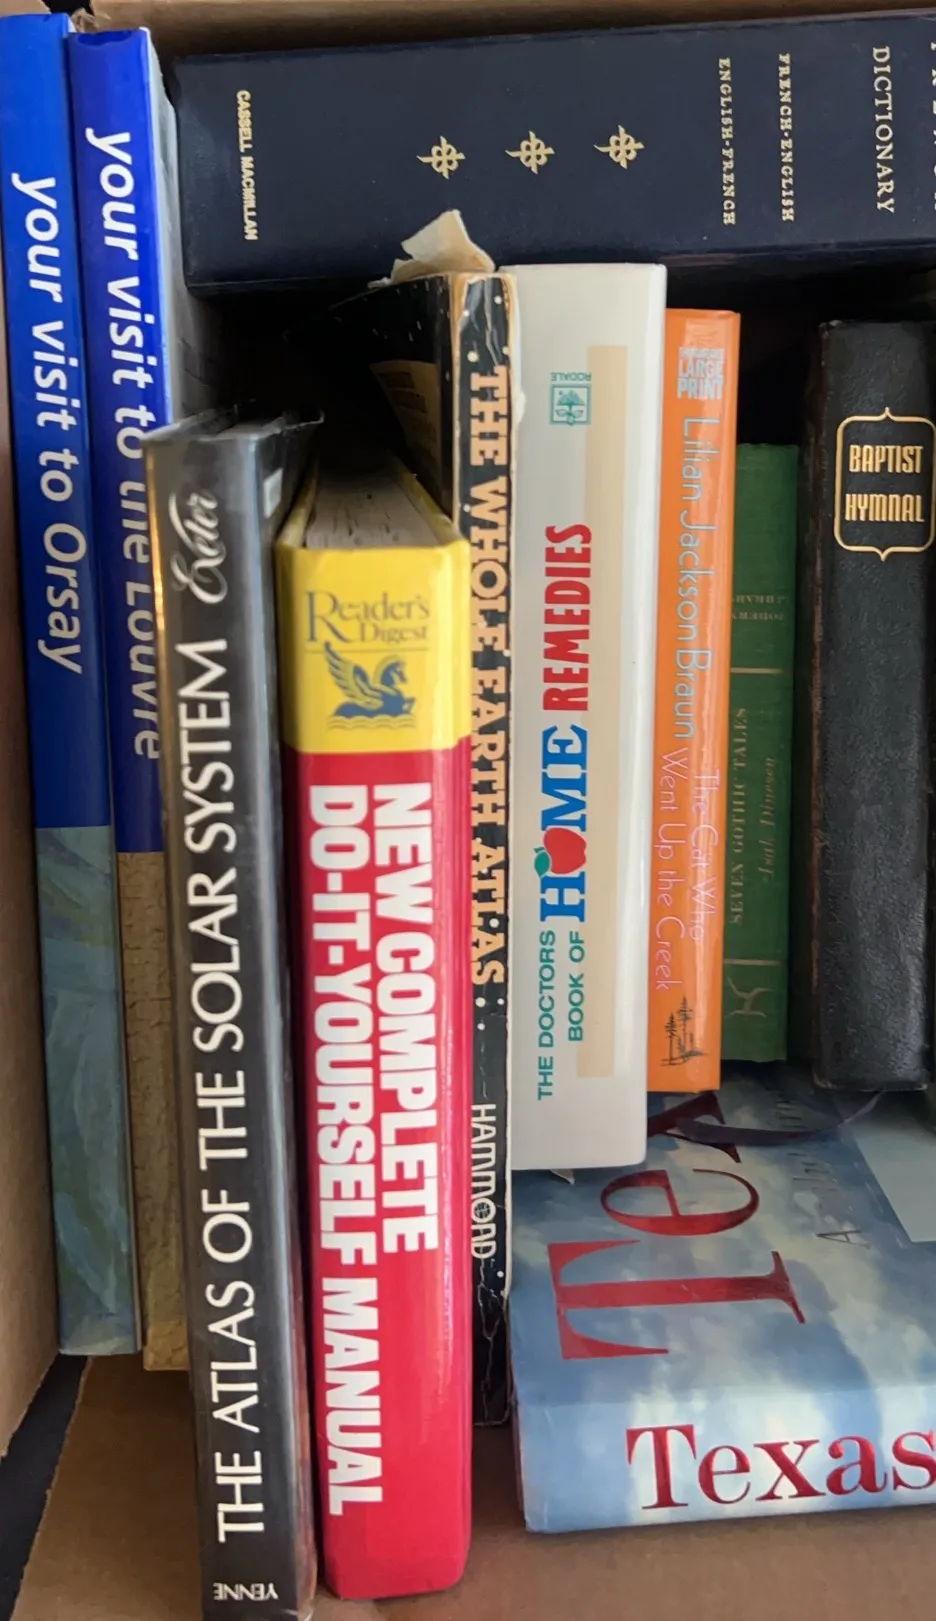 your visit to Orsay
your visit to the Louvre
CASSELL MACMILLAN
ENGLISH-FRENCH
FRENCH-ENGLISH
DICTIONARY
Exeter
THE ATLAS OF THE SOLAR SYSTEM
YENNE
Reader's
Digest
NEW COMPLETE
DO-IT-YOURSELF MANUAL
THE WHOLE EARTH ATLAS
HAMMOND
RODALE
THE DOCTORS
BOOK OF
HOME REMEDIES
LARGE
PRINT
Lilian Jackson Braun
The Cat Who
Went Up the Creek
SEVEN GOTHIC TALES
Isak Dinesen
BAPTIST
HYMNAL
Texas